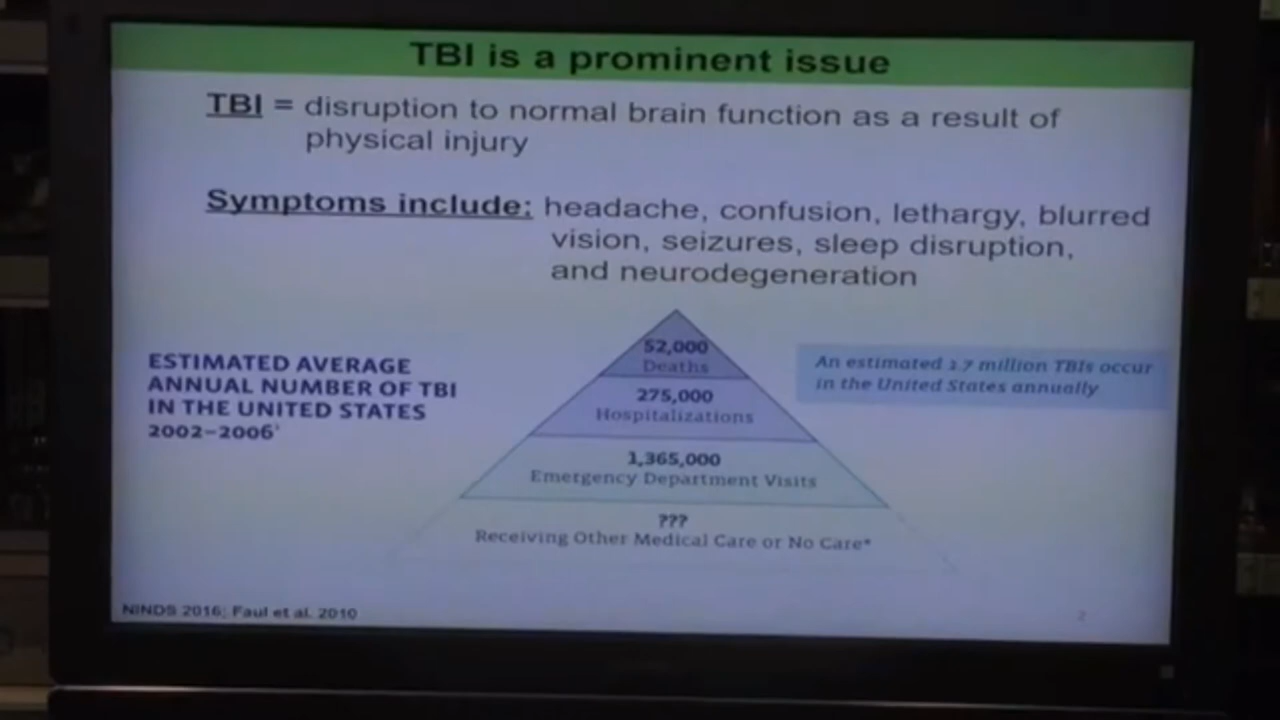 TBI is a prominent issue
TBI = disruption to normal brain function as a result of
physical injury
Symptoms include: headache, confusion, lethargy, blurred
vision, seizures, sleep disruption,
and neurodegeneration
ESTIMATED AVERAGE
ANNUAL NUMBER OF TBI
IN THE UNITED STATES
2002–2006¹
52,000
Deaths
275,000
Hospitalizations
1,365,000
Emergency Department Visits
???
Receiving Other Medical Care or No Care*
An estimated 1.7 million TBIs occur
in the United States annually
NINDS 2016; Faul et al. 2010
2